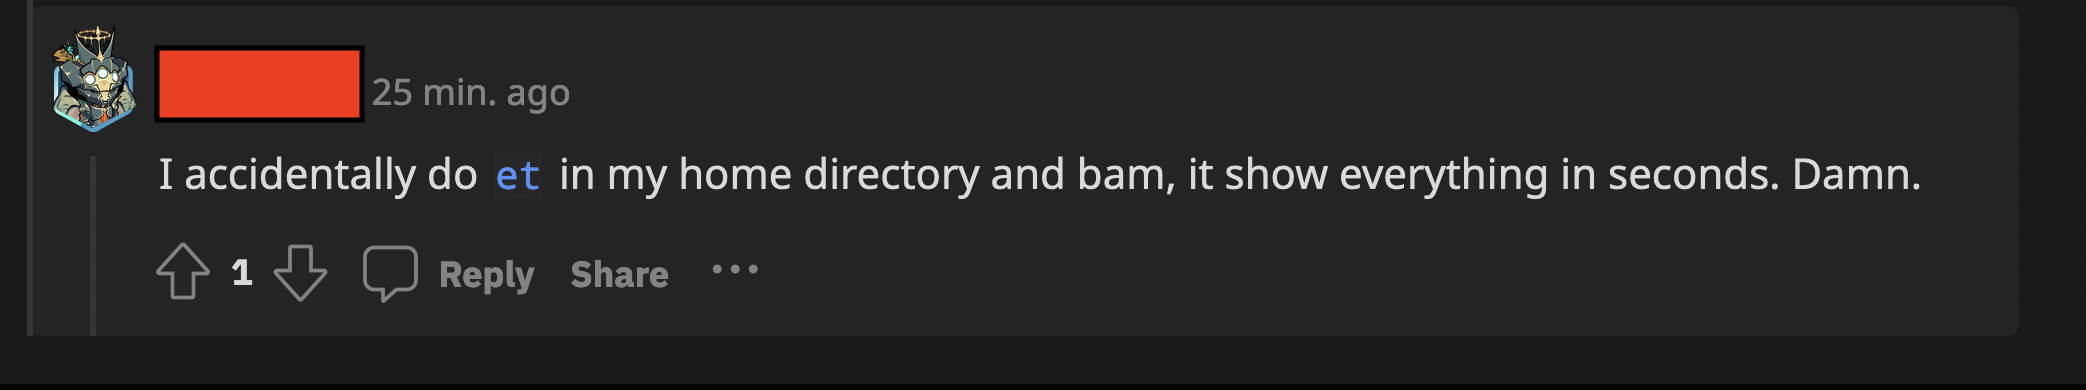 25 min. ago
I accidentally do et in my home directory and bam, it show everything in seconds. Damn.
1 Reply Share ···